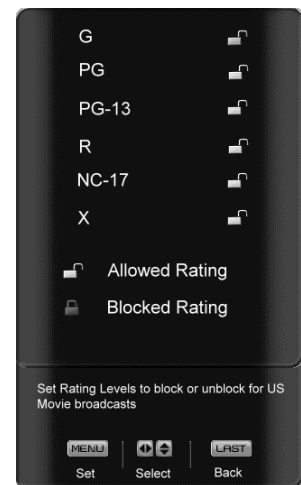 G
PG
PG-13
R
NC-17
X
Allowed Rating
Blocked Rating
Set Rating Levels to block or unblock for US
Movie broadcasts
MENU LAST
Set Select Back